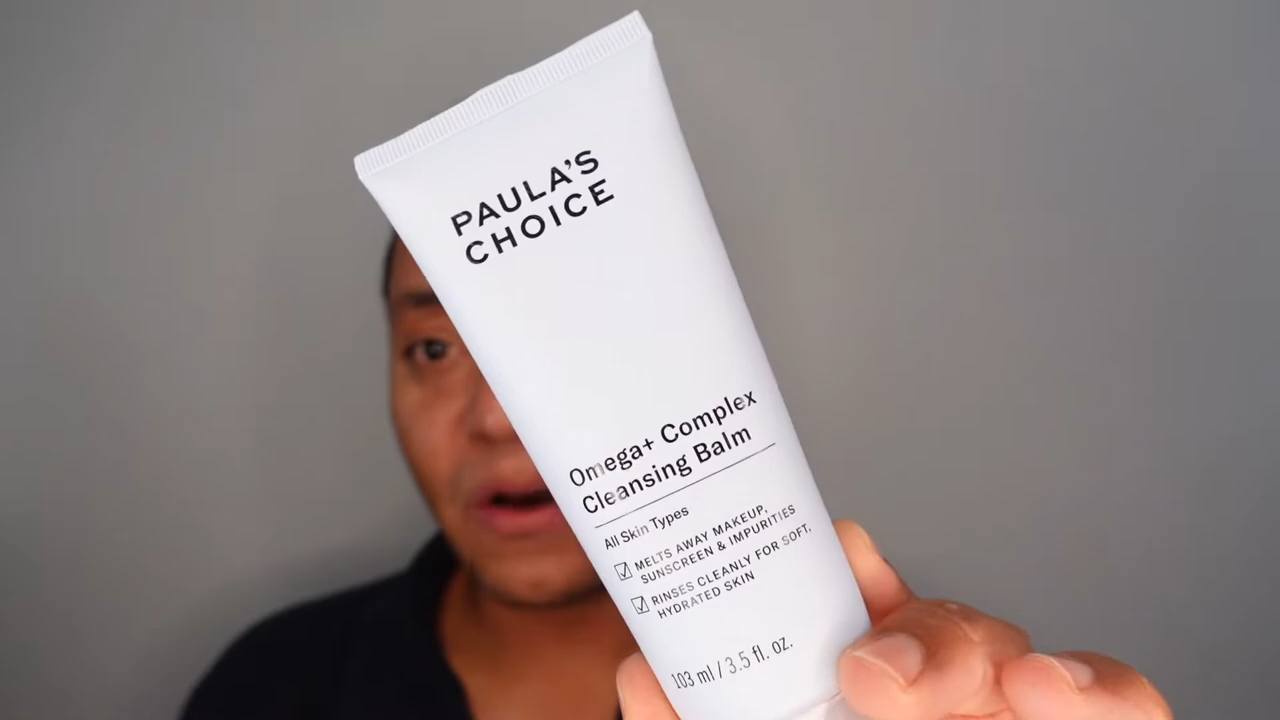 PAULA'S
CHOICE
Omega+ Complex
Cleansing Balm
All Skin Types
MELTS AWAY MAKEUP,
SUNSCREEN & IMPURITIES
RINSES CLEANLY FOR SOFT,
HYDRATED SKIN
103 ml / 3.5 fl. oz.